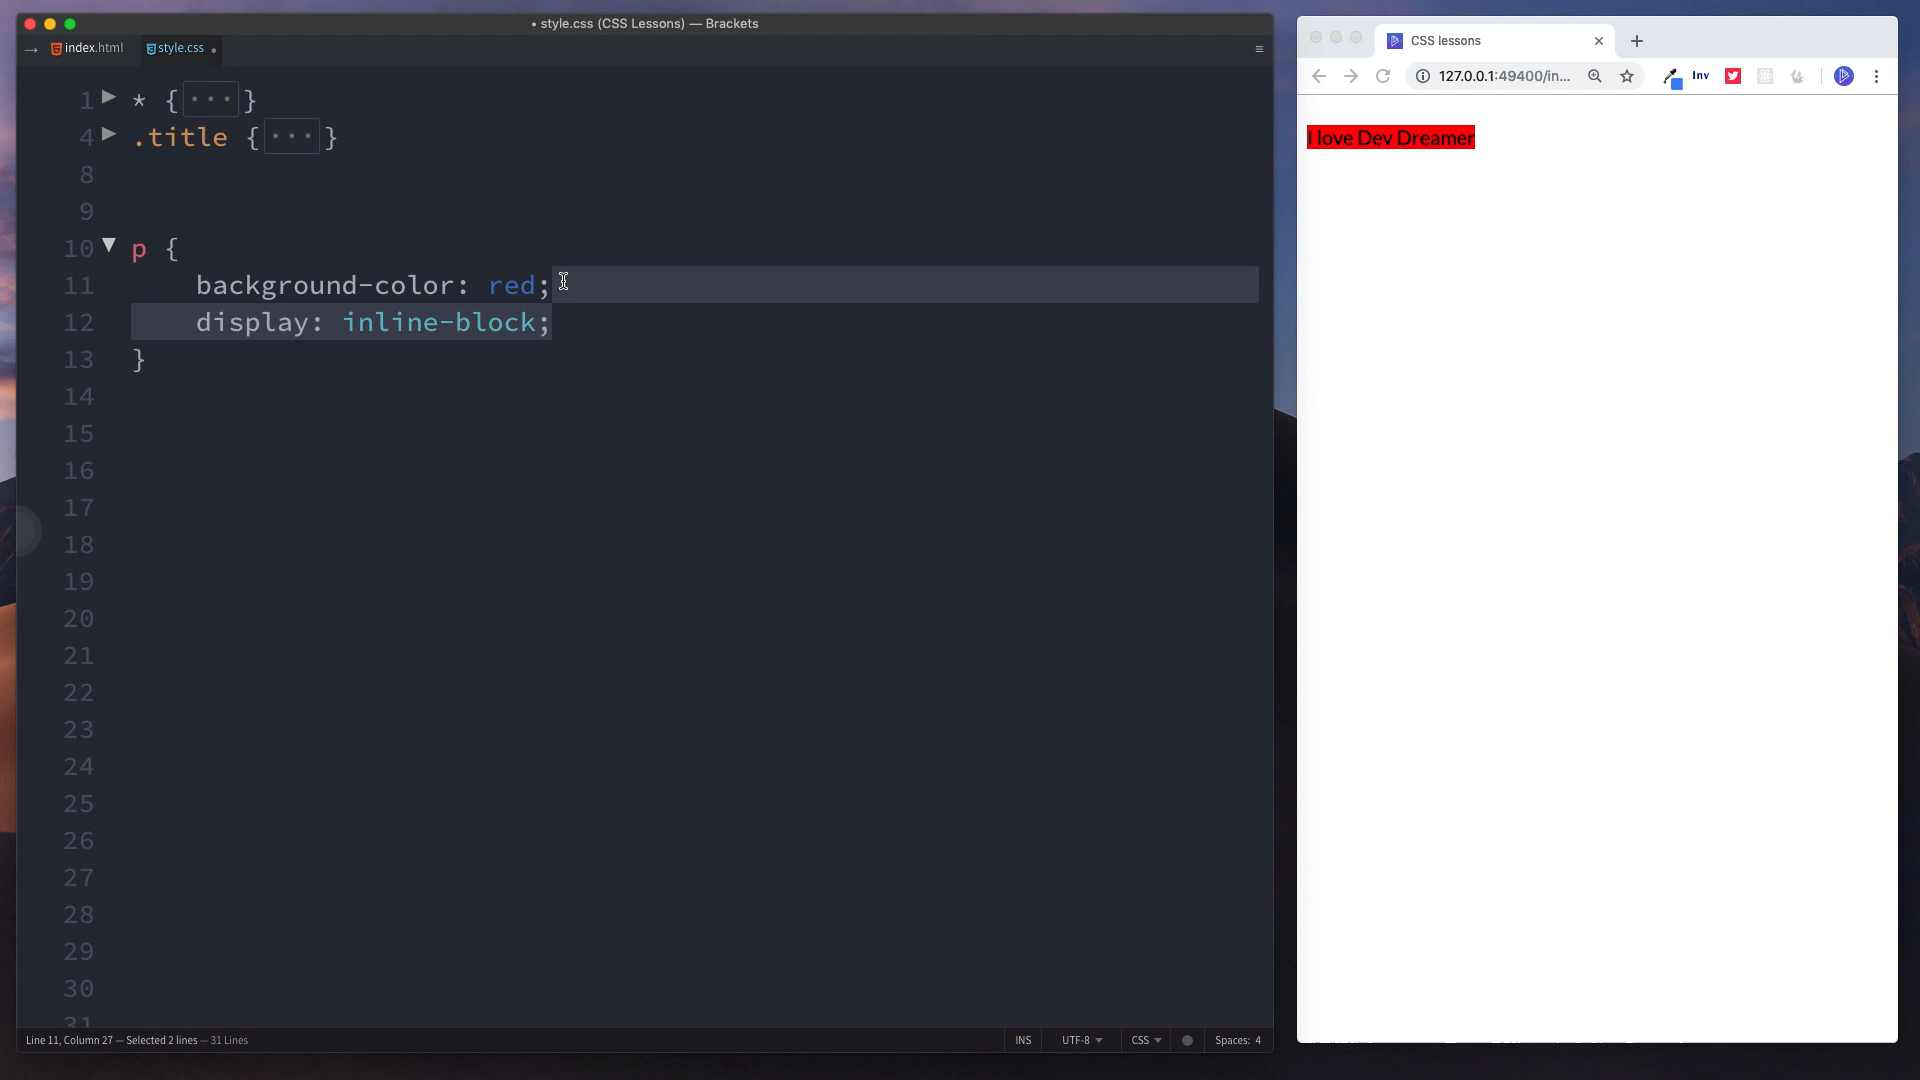 • style.css (CSS Lessons) — Brackets
→ index.html style.css •
1 * {···}
4 .title {···}
8
9
10 p {
11 background-color: red;
12 display: inline-block;
13 }
14
15
16
17
18
19
20
21
22
23
24
25
26
27
28
29
30
31
Line 11, Column 27 — Selected 2 lines — 31 Lines
INS UTF-8 CSS Spaces: 4
CSS lessons
127.0.0.1:49400/in... Inv
I love Dev Dreamer